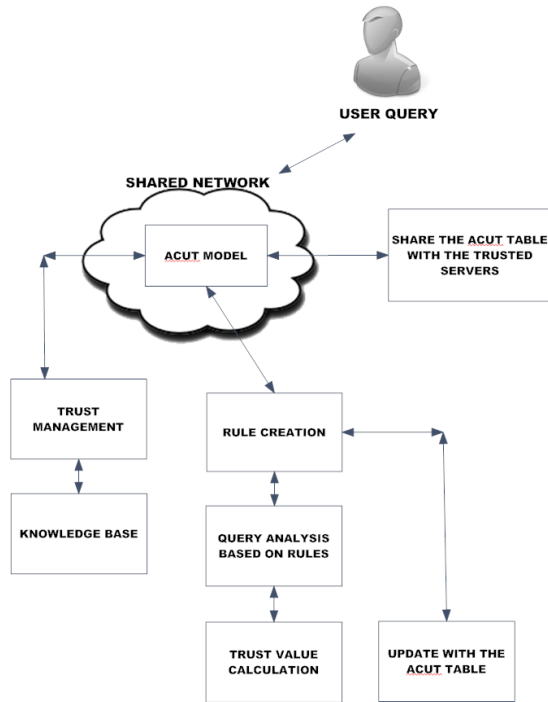 USER QUERY
SHARED NETWORK
ACUT MODEL
SHARE THE ACUT TABLE
WITH THE TRUSTED
SERVERS
TRUST
MANAGEMENT
RULE CREATION
KNOWLEDGE BASE
QUERY ANALYSIS
BASED ON RULES
TRUST VALUE
CALCULATION
UPDATE WITH THE
ACUT TABLE